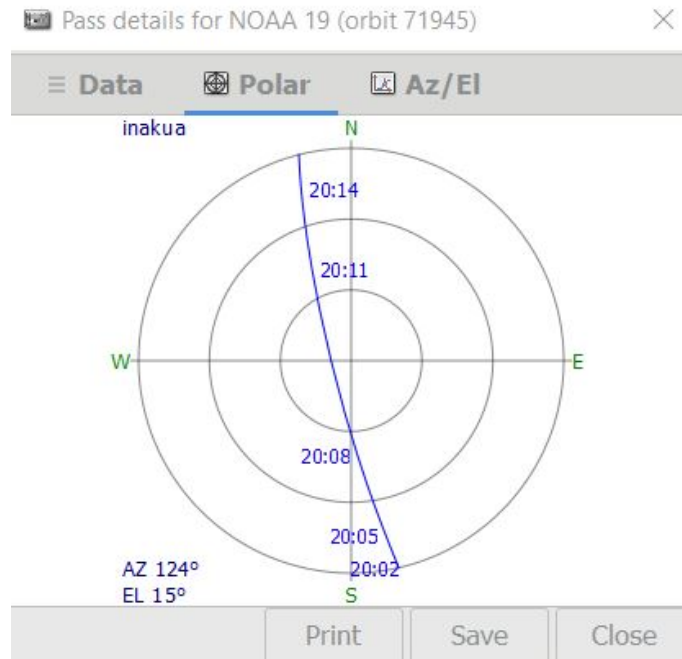 Pass details for NOAA 19 (orbit 71945)
Data Polar Az/El
inakua
N
20:14
20:11
W E
20:08
20:05
AZ 124° 20:02
EL 15° S
Print Save Close